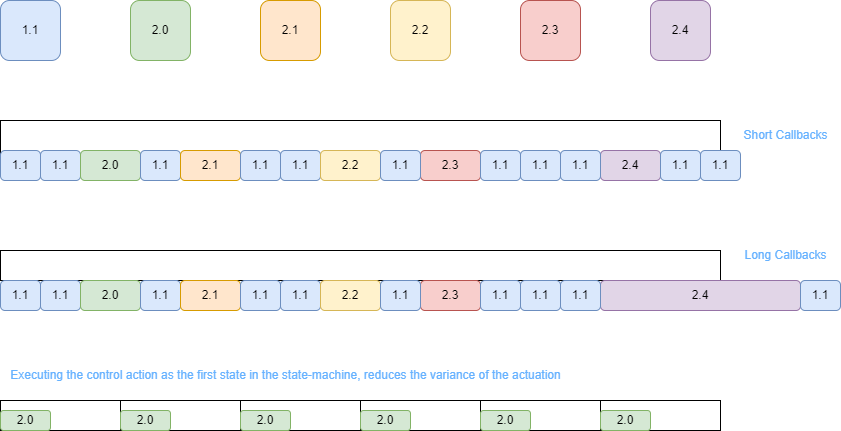 1.1 2.0 2.1 2.2 2.3 2.4
Short Callbacks
1.1 1.1 2.0 1.1 2.1 1.1 1.1 2.2 1.1 2.3 1.1 1.1 1.1 2.4 1.1 1.1
Long Callbacks
1.1 1.1 2.0 1.1 2.1 1.1 1.1 2.2 1.1 2.3 1.1 1.1 1.1 2.4 1.1
Executing the control action as the first state in the state-machine, reduces the variance of the actuation
2.0 2.0 2.0 2.0 2.0 2.0